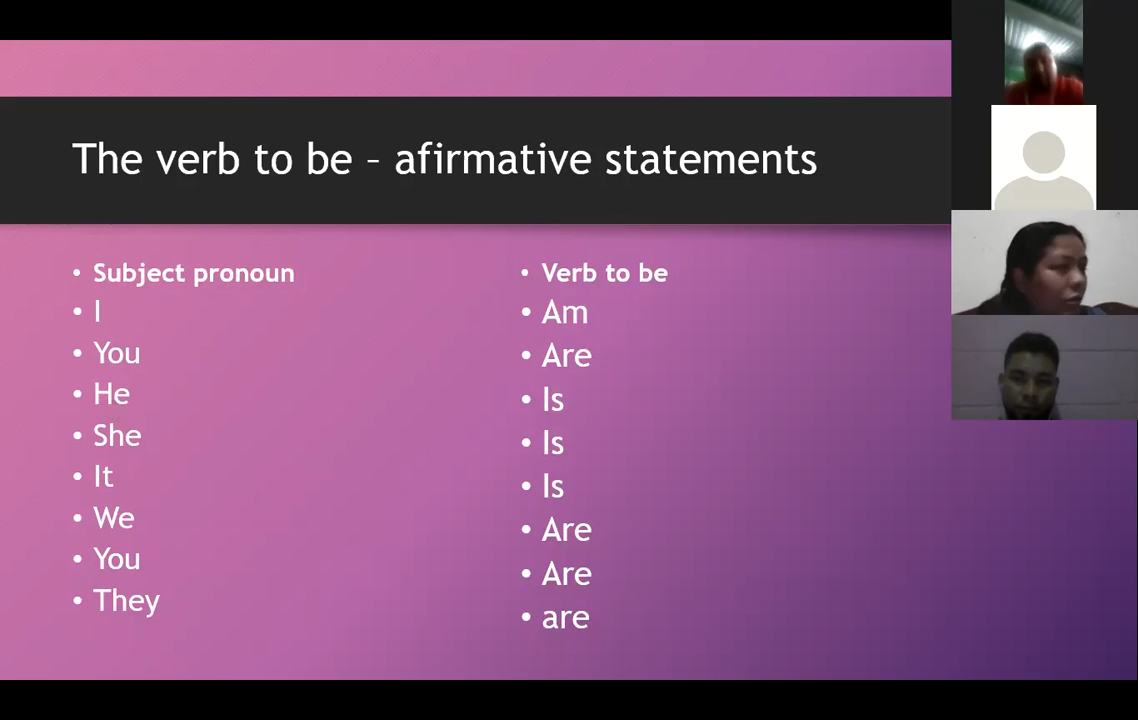 The verb to be – afirmative statements
Subject pronoun
I
You
He
She
It
We
You
They
Verb to be
Am
Are
Is
Is
Is
Are
Are
are